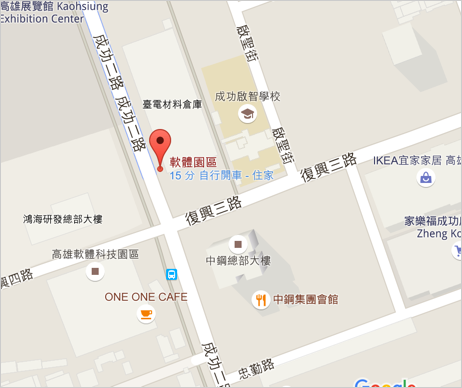 高雄展覽館 Kaohsiung
Exhibition Center
成功二路
成功二路
啟聖街
臺電材料倉庫
成功啟智學校
啟聖街
軟體園區
15 分 自行開車 - 住家
復興三路
IKEA宜家家居 高雄
鴻海研發總部大樓
復興三路
家樂福成功店
Zheng Ko
高雄軟體科技園區
中鋼總部大樓
興四路
ONE ONE CAFE
中鋼集團會館
成功二路
忠勤路
Google